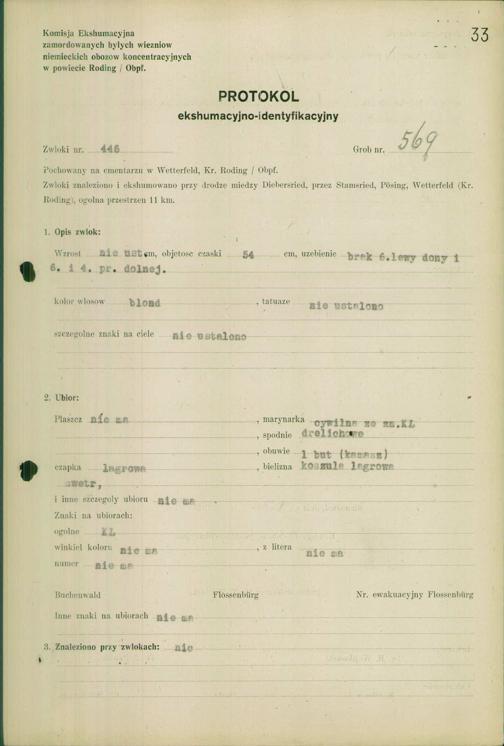 33
Komisja Ekshumacyjna
zamordowanych byłych wiezniow
niemieckich obozow koncentracyjnych
w powiecie Roding / Obpf.
PROTOKOL
ekshumacyjno-identyfikacyjny
Zwloki nr. 446 Grob nr. 569
Pochowany na cmentarzu w Wetterfeld, Kr. Roding / Obpf.
Zwloki znaleziono i ekshumowano przy drodze miedzy Diebersried, przez Stamsried, Pösing, Wetterfeld (Kr.
Roding), ogolna przestrzen 11 km.
1. Opis zwlok:
Wzrost nie ust.m, objetosc czaski 54 cm, uzebienie brak 6.lewy dony i
6. i 4. pr. dolnej.
kolor wlosow blond , tatuaze nie ustalono
szczegolne znaki na ciele nie ustalono
2. Ubior:
Plaszcz nie ma , marynarka cywilna ze zn.KL
, spodnie drelichowe
, obuwie 1 but (kamasz)
czapka lagrowa , bielizna koszula lagrowa
swetr,
i inne szczegoly ubioru nie ma
Znaki na ubiorach:
ogolne KL
winkiel koloru nie ma , z litera nie ma
numer nie ma
Buchenwald Flossenbürg Nr. ewakuacyjny Flossenbürg
Inne znaki na ubiorach nie ma
3. Znaleziono przy zwlokach: nic